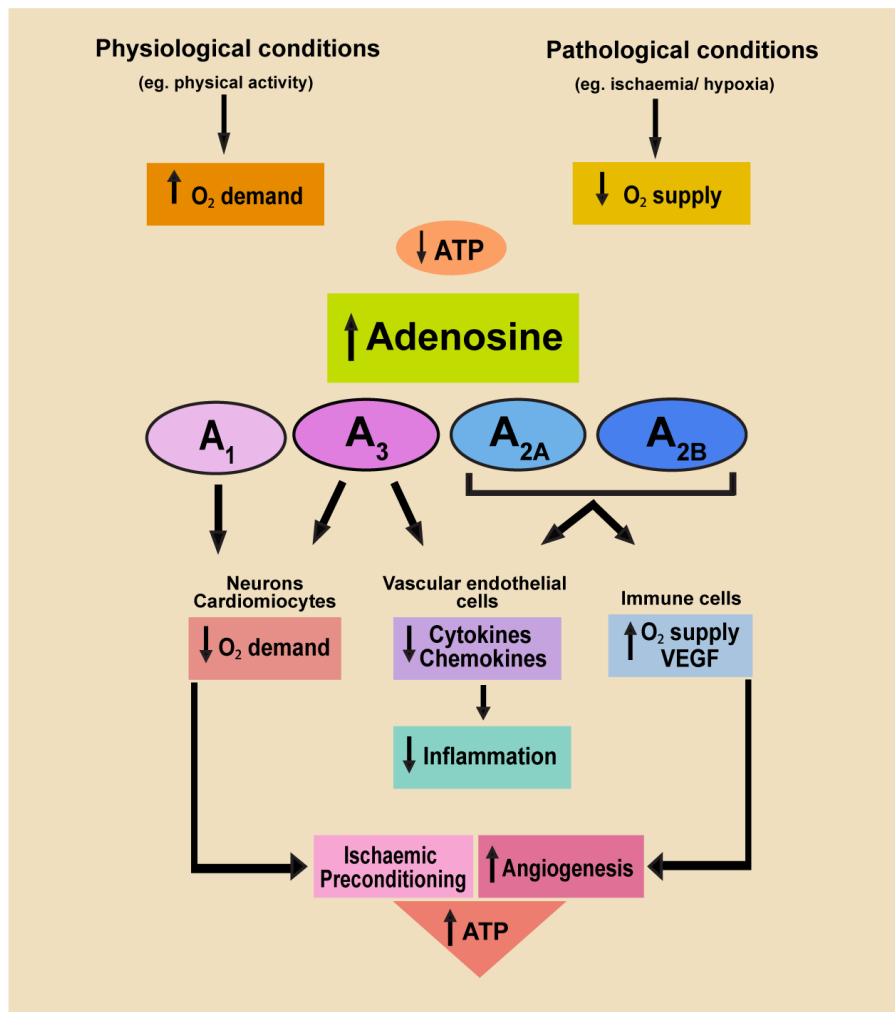 Physiological conditions
(eg. physical activity)
Pathological conditions
(eg. ischaemia/ hypoxia)
↑ O₂ demand
↓ O₂ supply
↓ ATP
↑ Adenosine
A₁
A₃
A₂A
A₂B
Neurons
Cardiomiocytes
↓ O₂ demand
Vascular endothelial
cells
↓ Cytokines
Chemokines
Immune cells
↑ O₂ supply
VEGF
↓ Inflammation
Ischaemic
Preconditioning
↑ Angiogenesis
↑ ATP